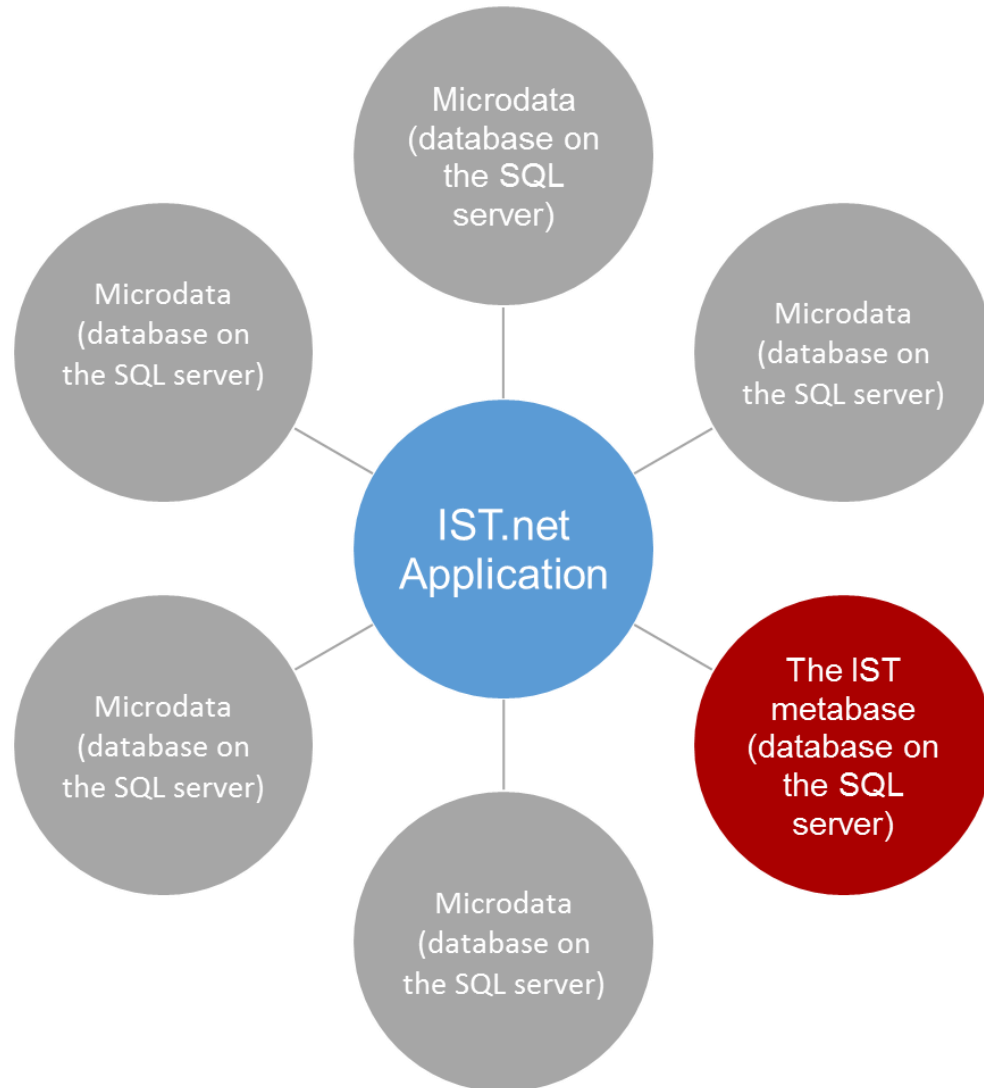 Microdata
(database on
the SQL
server)
Microdata
(database on
the SQL server)
Microdata
(database on
the SQL server)
IST.net
Application
Microdata
(database on
the SQL server)
The IST
metabase
(database on
the SQL
server)
Microdata
(database on
the SQL server)